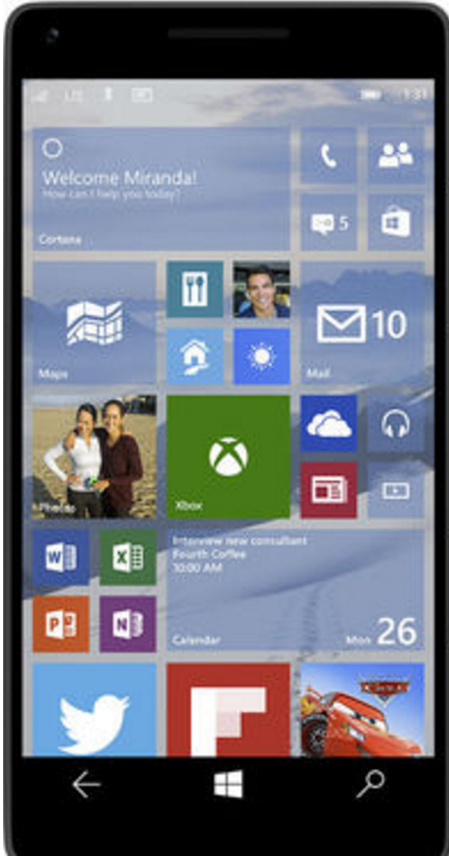 LTE
1:31
Welcome Miranda!
How can I help you today?
Cortana
5
Maps
10
Mail
Photos
Xbox
W
X
Interview new consultant
Fourth Coffee
10:00 AM
P
N
Calendar
Mon 26
Cars